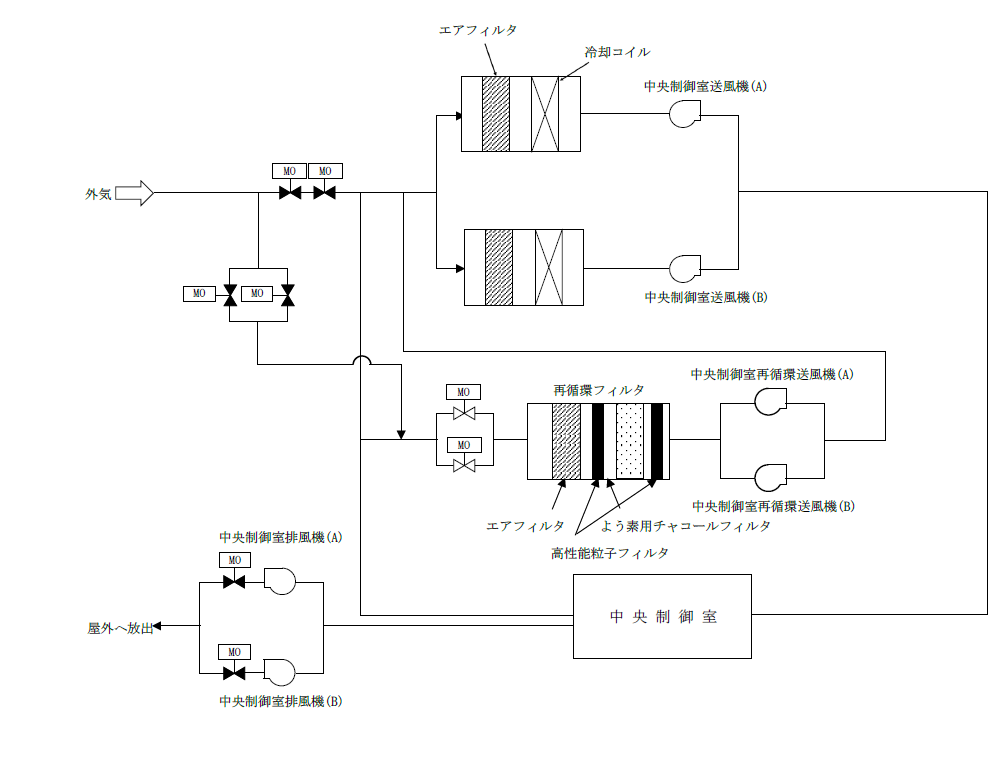 エアフィルタ
冷却コイル
中央制御室送風機(A)
MO
MO
外気
MO
MO
中央制御室送風機(B)
中央制御室再循環送風機(A)
MO
再循環フィルタ
MO
中央制御室再循環送風機(B)
エアフィルタ
よう素用チャコールフィルタ
高性能粒子フィルタ
中央制御室排風機(A)
MO
中央制御室
屋外へ放出
MO
中央制御室排風機(B)